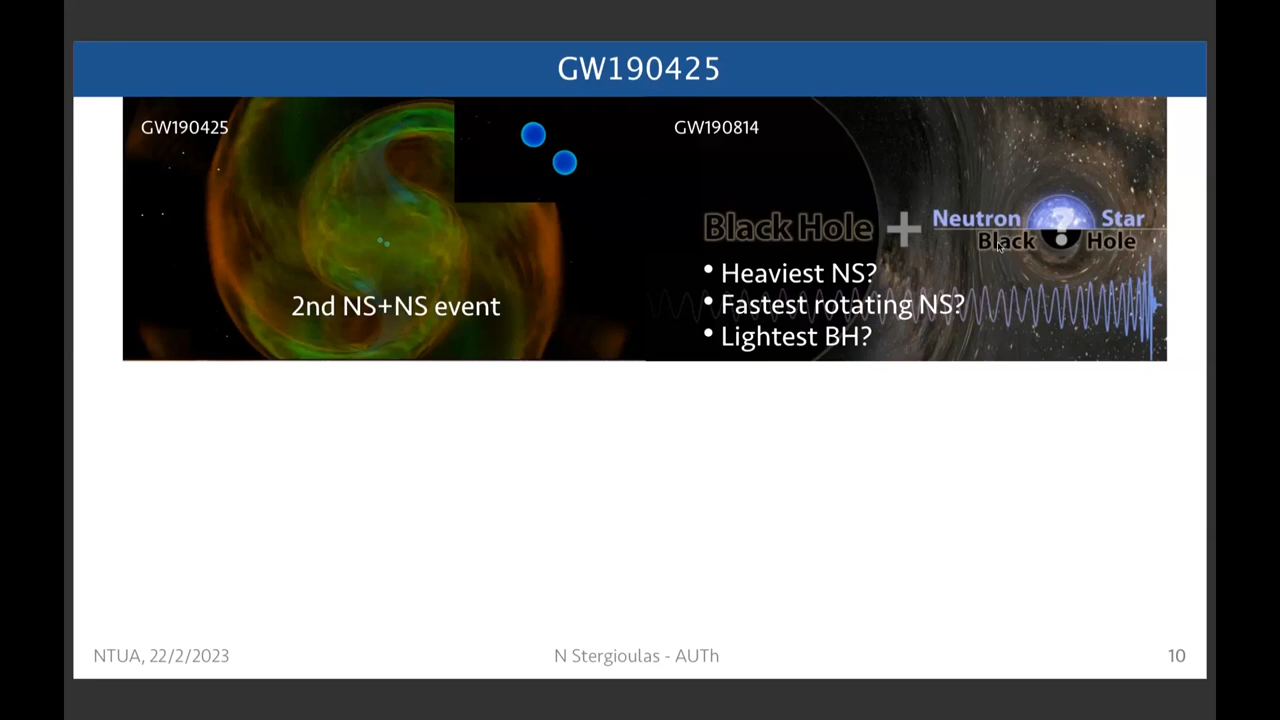 GW190425
GW190425
2nd NS+NS event
GW190814
Black Hole + Neutron Star
Black ? Hole
• Heaviest NS?
• Fastest rotating NS?
• Lightest BH?
NTUA, 22/2/2023
N Stergioulas - AUTh
10